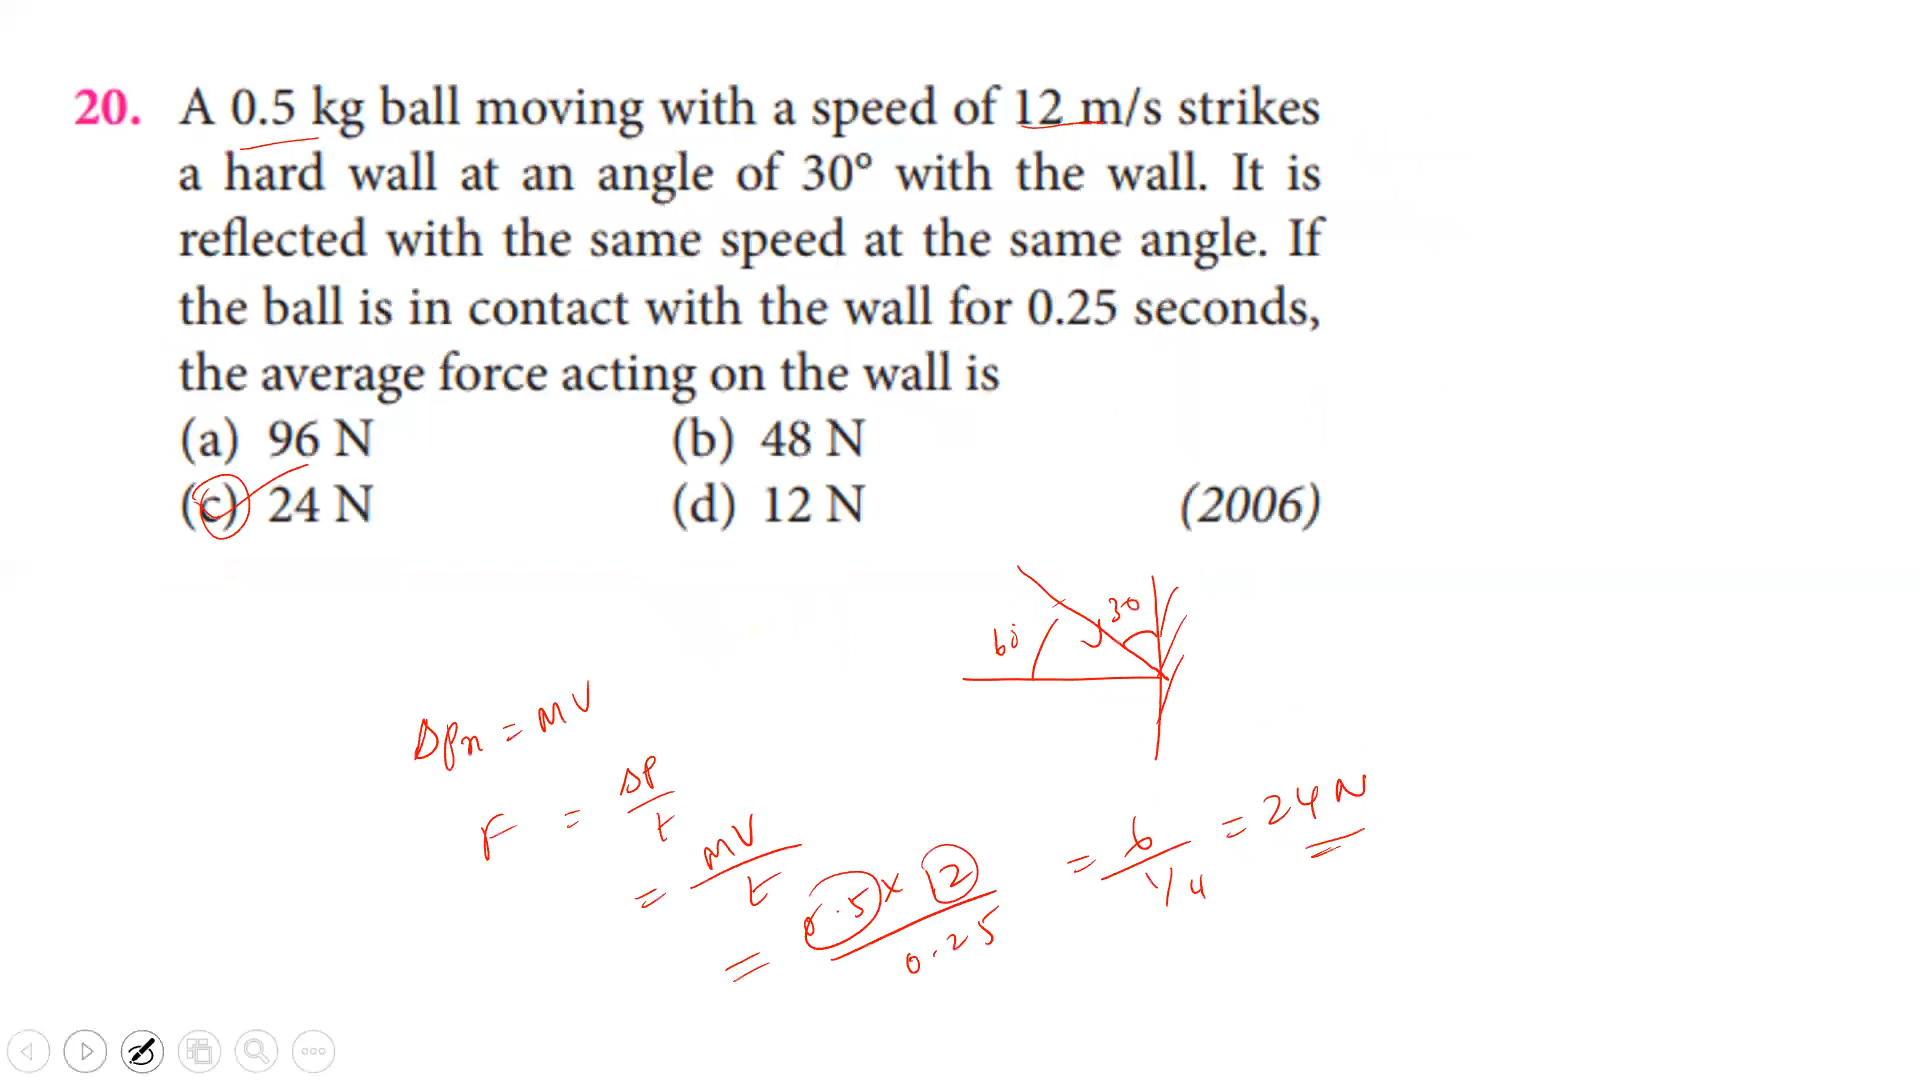 20. A 0.5 kg ball moving with a speed of 12 m/s strikes
a hard wall at an angle of 30° with the wall. It is
reflected with the same speed at the same angle. If
the ball is in contact with the wall for 0.25 seconds,
the average force acting on the wall is
(a) 96 N (b) 48 N
(c) 24 N (d) 12 N (2006)
30
60
V
ΔPx = MV
F = ΔP/t
= MV/t
= 0.5 × 12/0.25
= 6/1/4 = 24 N